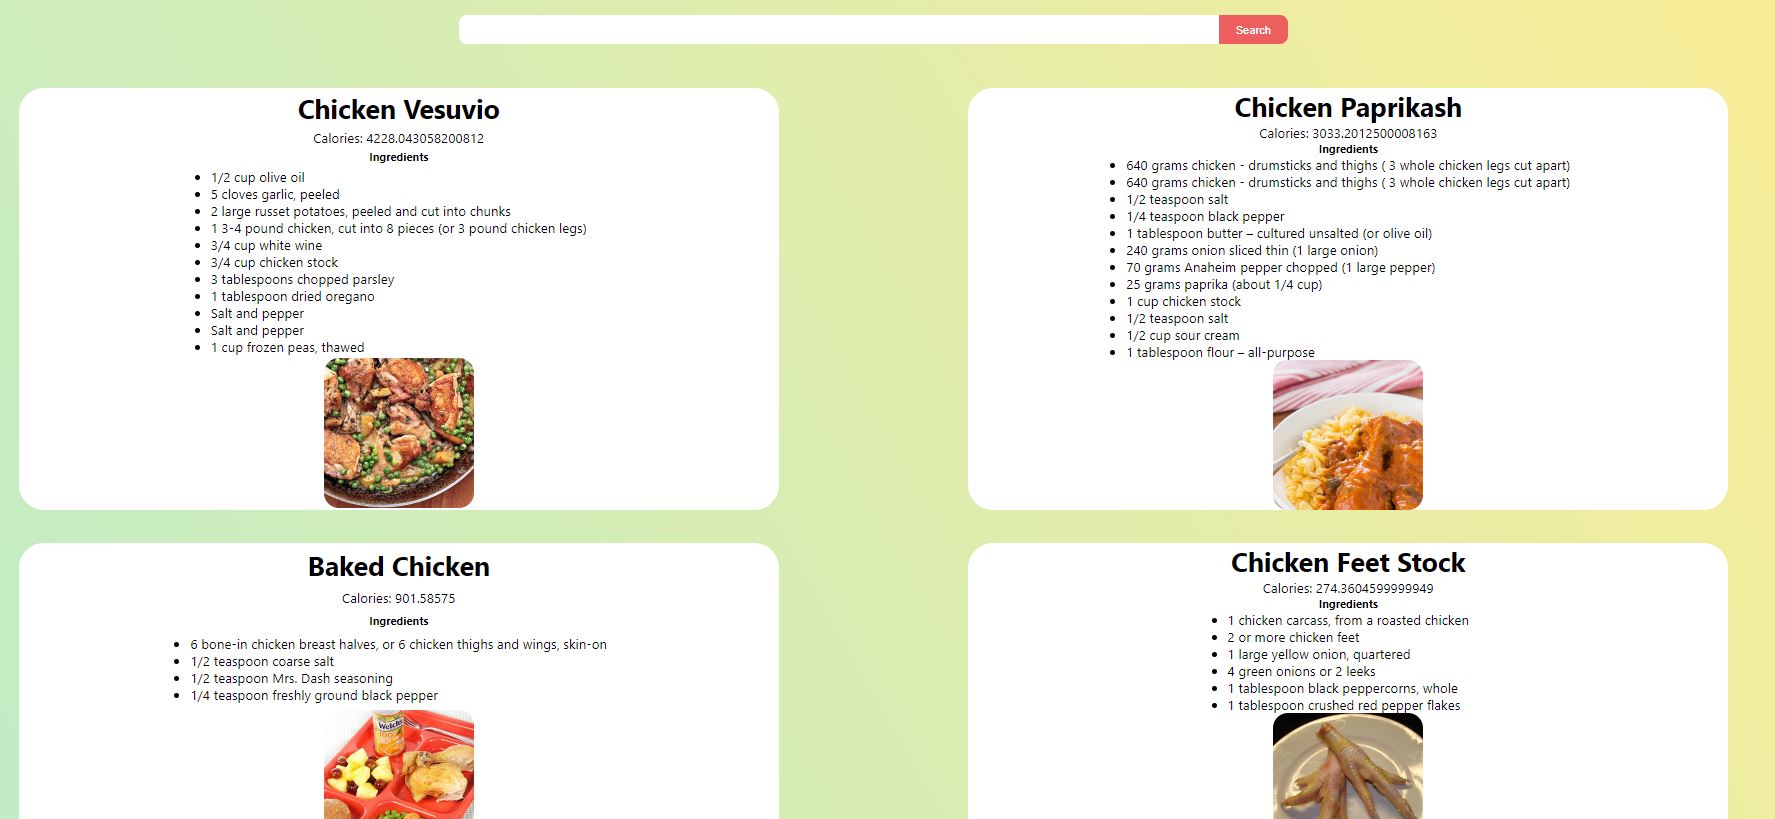 Search
Chicken Vesuvio
Calories: 4228.043058200812
Ingredients
1/2 cup olive oil
5 cloves garlic, peeled
2 large russet potatoes, peeled and cut into chunks
1 3-4 pound chicken, cut into 8 pieces (or 3 pound chicken legs)
3/4 cup white wine
3/4 cup chicken stock
3 tablespoons chopped parsley
1 tablespoon dried oregano
Salt and pepper
Salt and pepper
1 cup frozen peas, thawed
Chicken Paprikash
Calories: 3033.2012500008163
Ingredients
640 grams chicken - drumsticks and thighs ( 3 whole chicken legs cut apart)
640 grams chicken - drumsticks and thighs ( 3 whole chicken legs cut apart)
1/2 teaspoon salt
1/4 teaspoon black pepper
1 tablespoon butter – cultured unsalted (or olive oil)
240 grams onion sliced thin (1 large onion)
70 grams Anaheim pepper chopped (1 large pepper)
25 grams paprika (about 1/4 cup)
1 cup chicken stock
1/2 teaspoon salt
1/2 cup sour cream
1 tablespoon flour – all-purpose
Baked Chicken
Calories: 901.58575
Ingredients
6 bone-in chicken breast halves, or 6 chicken thighs and wings, skin-on
1/2 teaspoon coarse salt
1/2 teaspoon Mrs. Dash seasoning
1/4 teaspoon freshly ground black pepper
Welch's
100%
Chicken Feet Stock
Calories: 274.3604599999949
Ingredients
1 chicken carcass, from a roasted chicken
2 or more chicken feet
1 large yellow onion, quartered
4 green onions or 2 leeks
1 tablespoon black peppercorns, whole
1 tablespoon crushed red pepper flakes